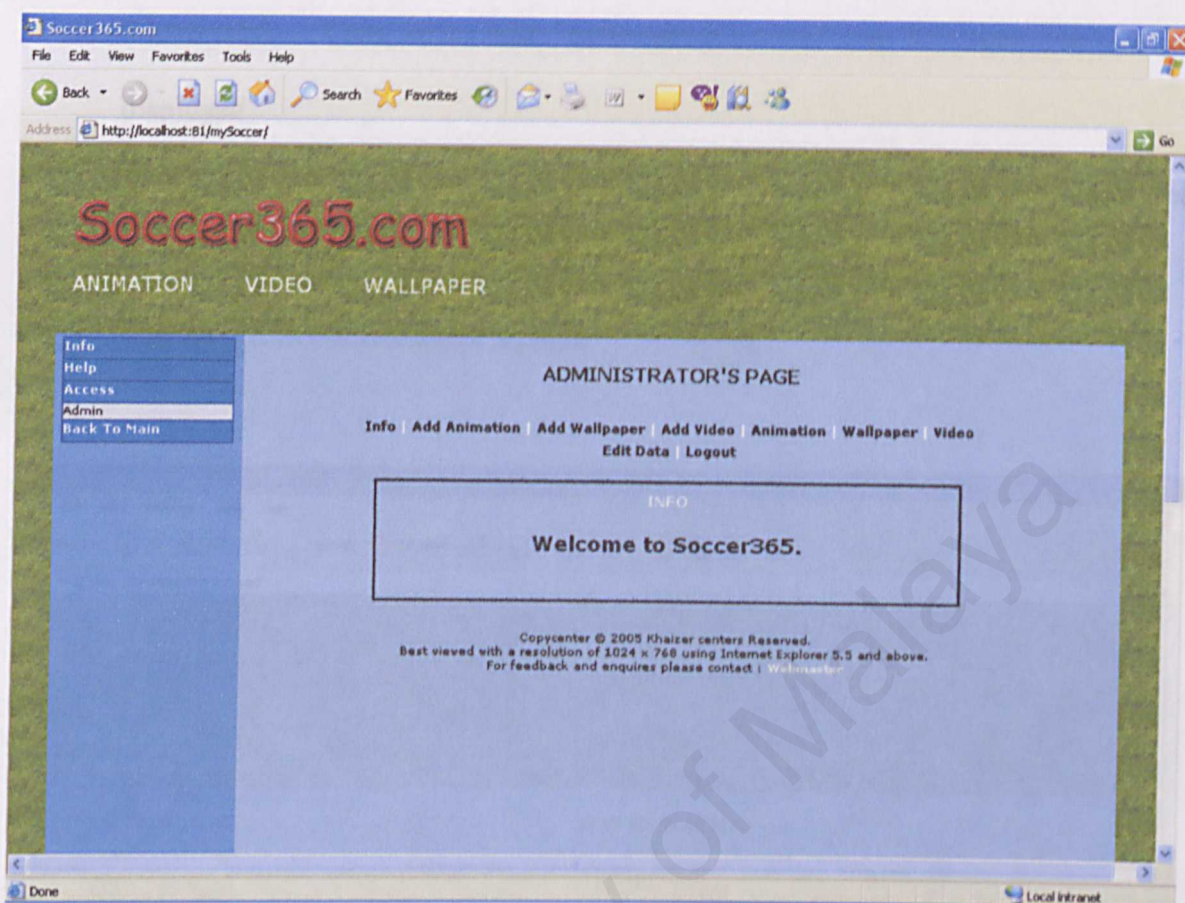 Soccer365.com
File Edit View Favorites Tools Help
Back Search Favorites
Address http://localhost:81/mySoccer/ Go
Soccer365.com
ANIMATION VIDEO WALLPAPER
Info
Help
Access
Admin
Back To Main
ADMINISTRATOR'S PAGE
Info | Add Animation | Add Wallpaper | Add Video | Animation | Wallpaper | Video
Edit Data | Logout
INFO
Welcome to Soccer365.
Copycenter © 2005 Khaizer centers Reserved.
Best viewed with a resolution of 1024 x 768 using Internet Explorer 5.5 and above.
For feedback and enquires please contact : Webmaster
Done Local intranet
of Malaya